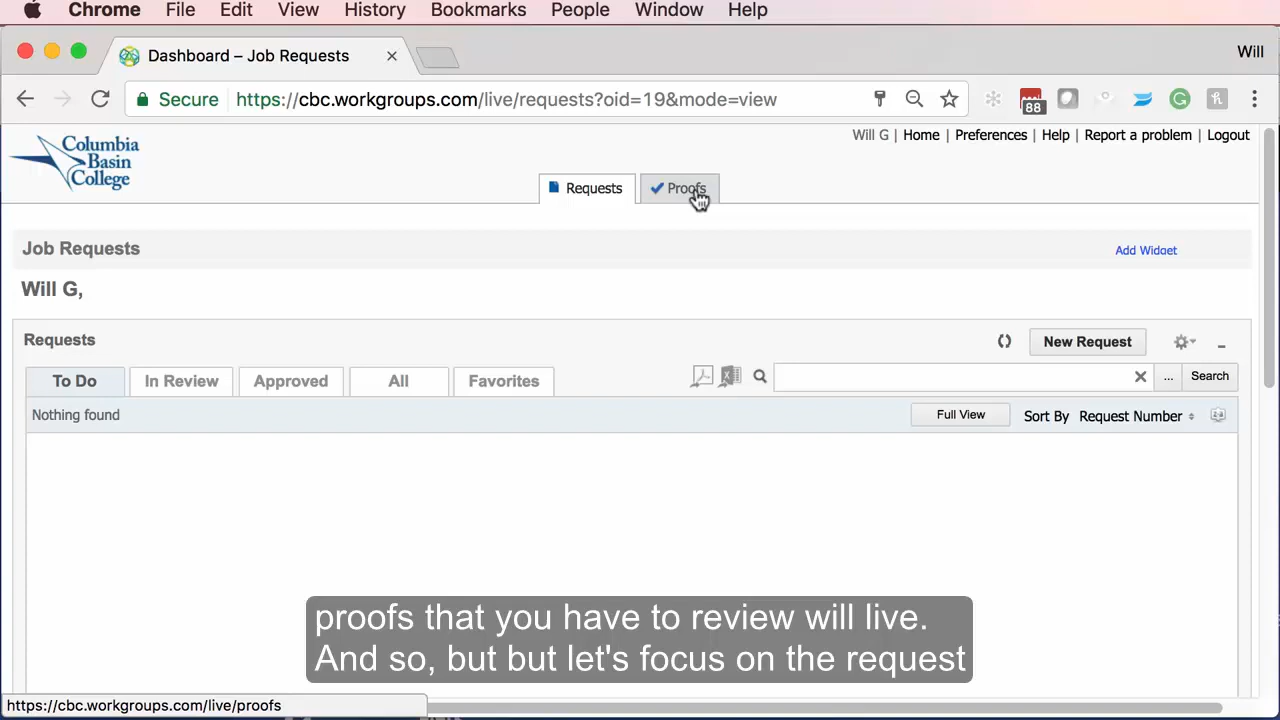 Chrome File Edit View History Bookmarks People Window Help
Dashboard – Job Requests
Will
Secure https://cbc.workgroups.com/live/requests?oid=19&mode=view
88
Columbia
Basin
College
Will G | Home | Preferences | Help | Report a problem | Logout
Requests Proofs
Job Requests
Add Widget
Will G,
Requests
New Request
To Do In Review Approved All Favorites
... Search
Nothing found
Full View Sort By Request Number
proofs that you have to review will live.
And so, but but let's focus on the request
https://cbc.workgroups.com/live/proofs